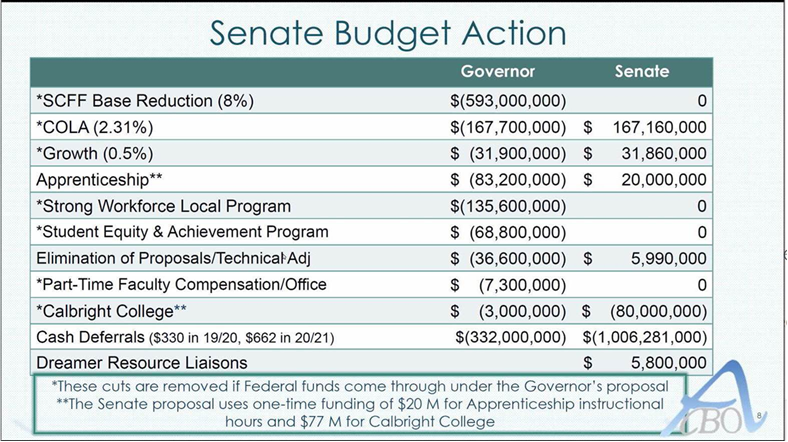 Senate Budget Action
Governor Senate
*SCFF Base Reduction (8%) $(593,000,000) 0
*COLA (2.31%) $(167,700,000) $ 167,160,000
*Growth (0.5%) $ (31,900,000) $ 31,860,000
Apprenticeship** $ (83,200,000) $ 20,000,000
*Strong Workforce Local Program $(135,600,000) 0
*Student Equity & Achievement Program $ (68,800,000) 0
Elimination of Proposals/Technical Adj $ (36,600,000) $ 5,990,000
*Part-Time Faculty Compensation/Office $ (7,300,000) 0
*Calbright College** $ (3,000,000) $ (80,000,000)
Cash Deferrals ($330 in 19/20, $662 in 20/21) $(332,000,000) $(1,006,281,000)
Dreamer Resource Liaisons $ 5,800,000
*These cuts are removed if Federal funds come through under the Governor's proposal
**The Senate proposal uses one-time funding of $20 M for Apprenticeship instructional
hours and $77 M for Calbright College
ACBO
8